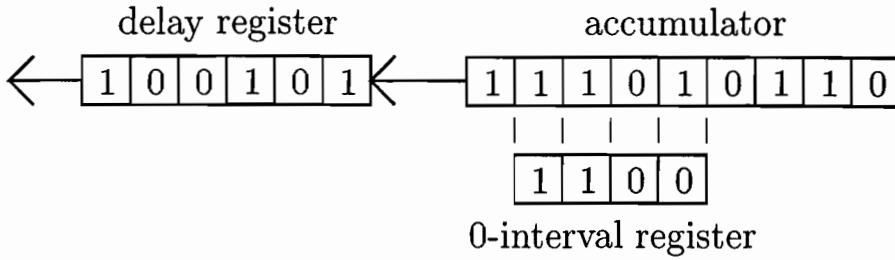 delay register accumulator
1 0 0 1 0 1 1 1 1 0 1 0 1 1 0
1 1 0 0
0-interval register